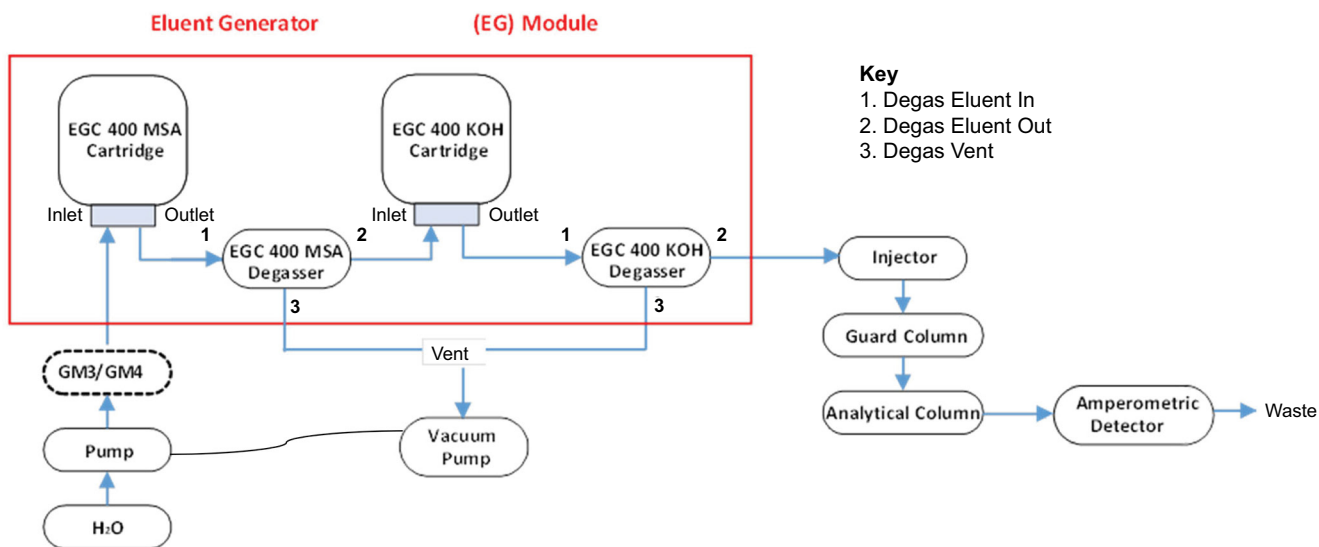 Eluent Generator (EG) Module
Key
1. Degas Eluent In
2. Degas Eluent Out
3. Degas Vent
EGC 400 MSA
Cartridge
EGC 400 KOH
Cartridge
Inlet
Outlet
Inlet
Outlet
1
EGC 400 MSA
Degasser
2
3
1
EGC 400 KOH
Degasser
2
3
Injector
Vent
Guard Column
GM3/GM4
Analytical Column
Amperometric
Detector
Waste
Pump
Vacuum
Pump
H₂O